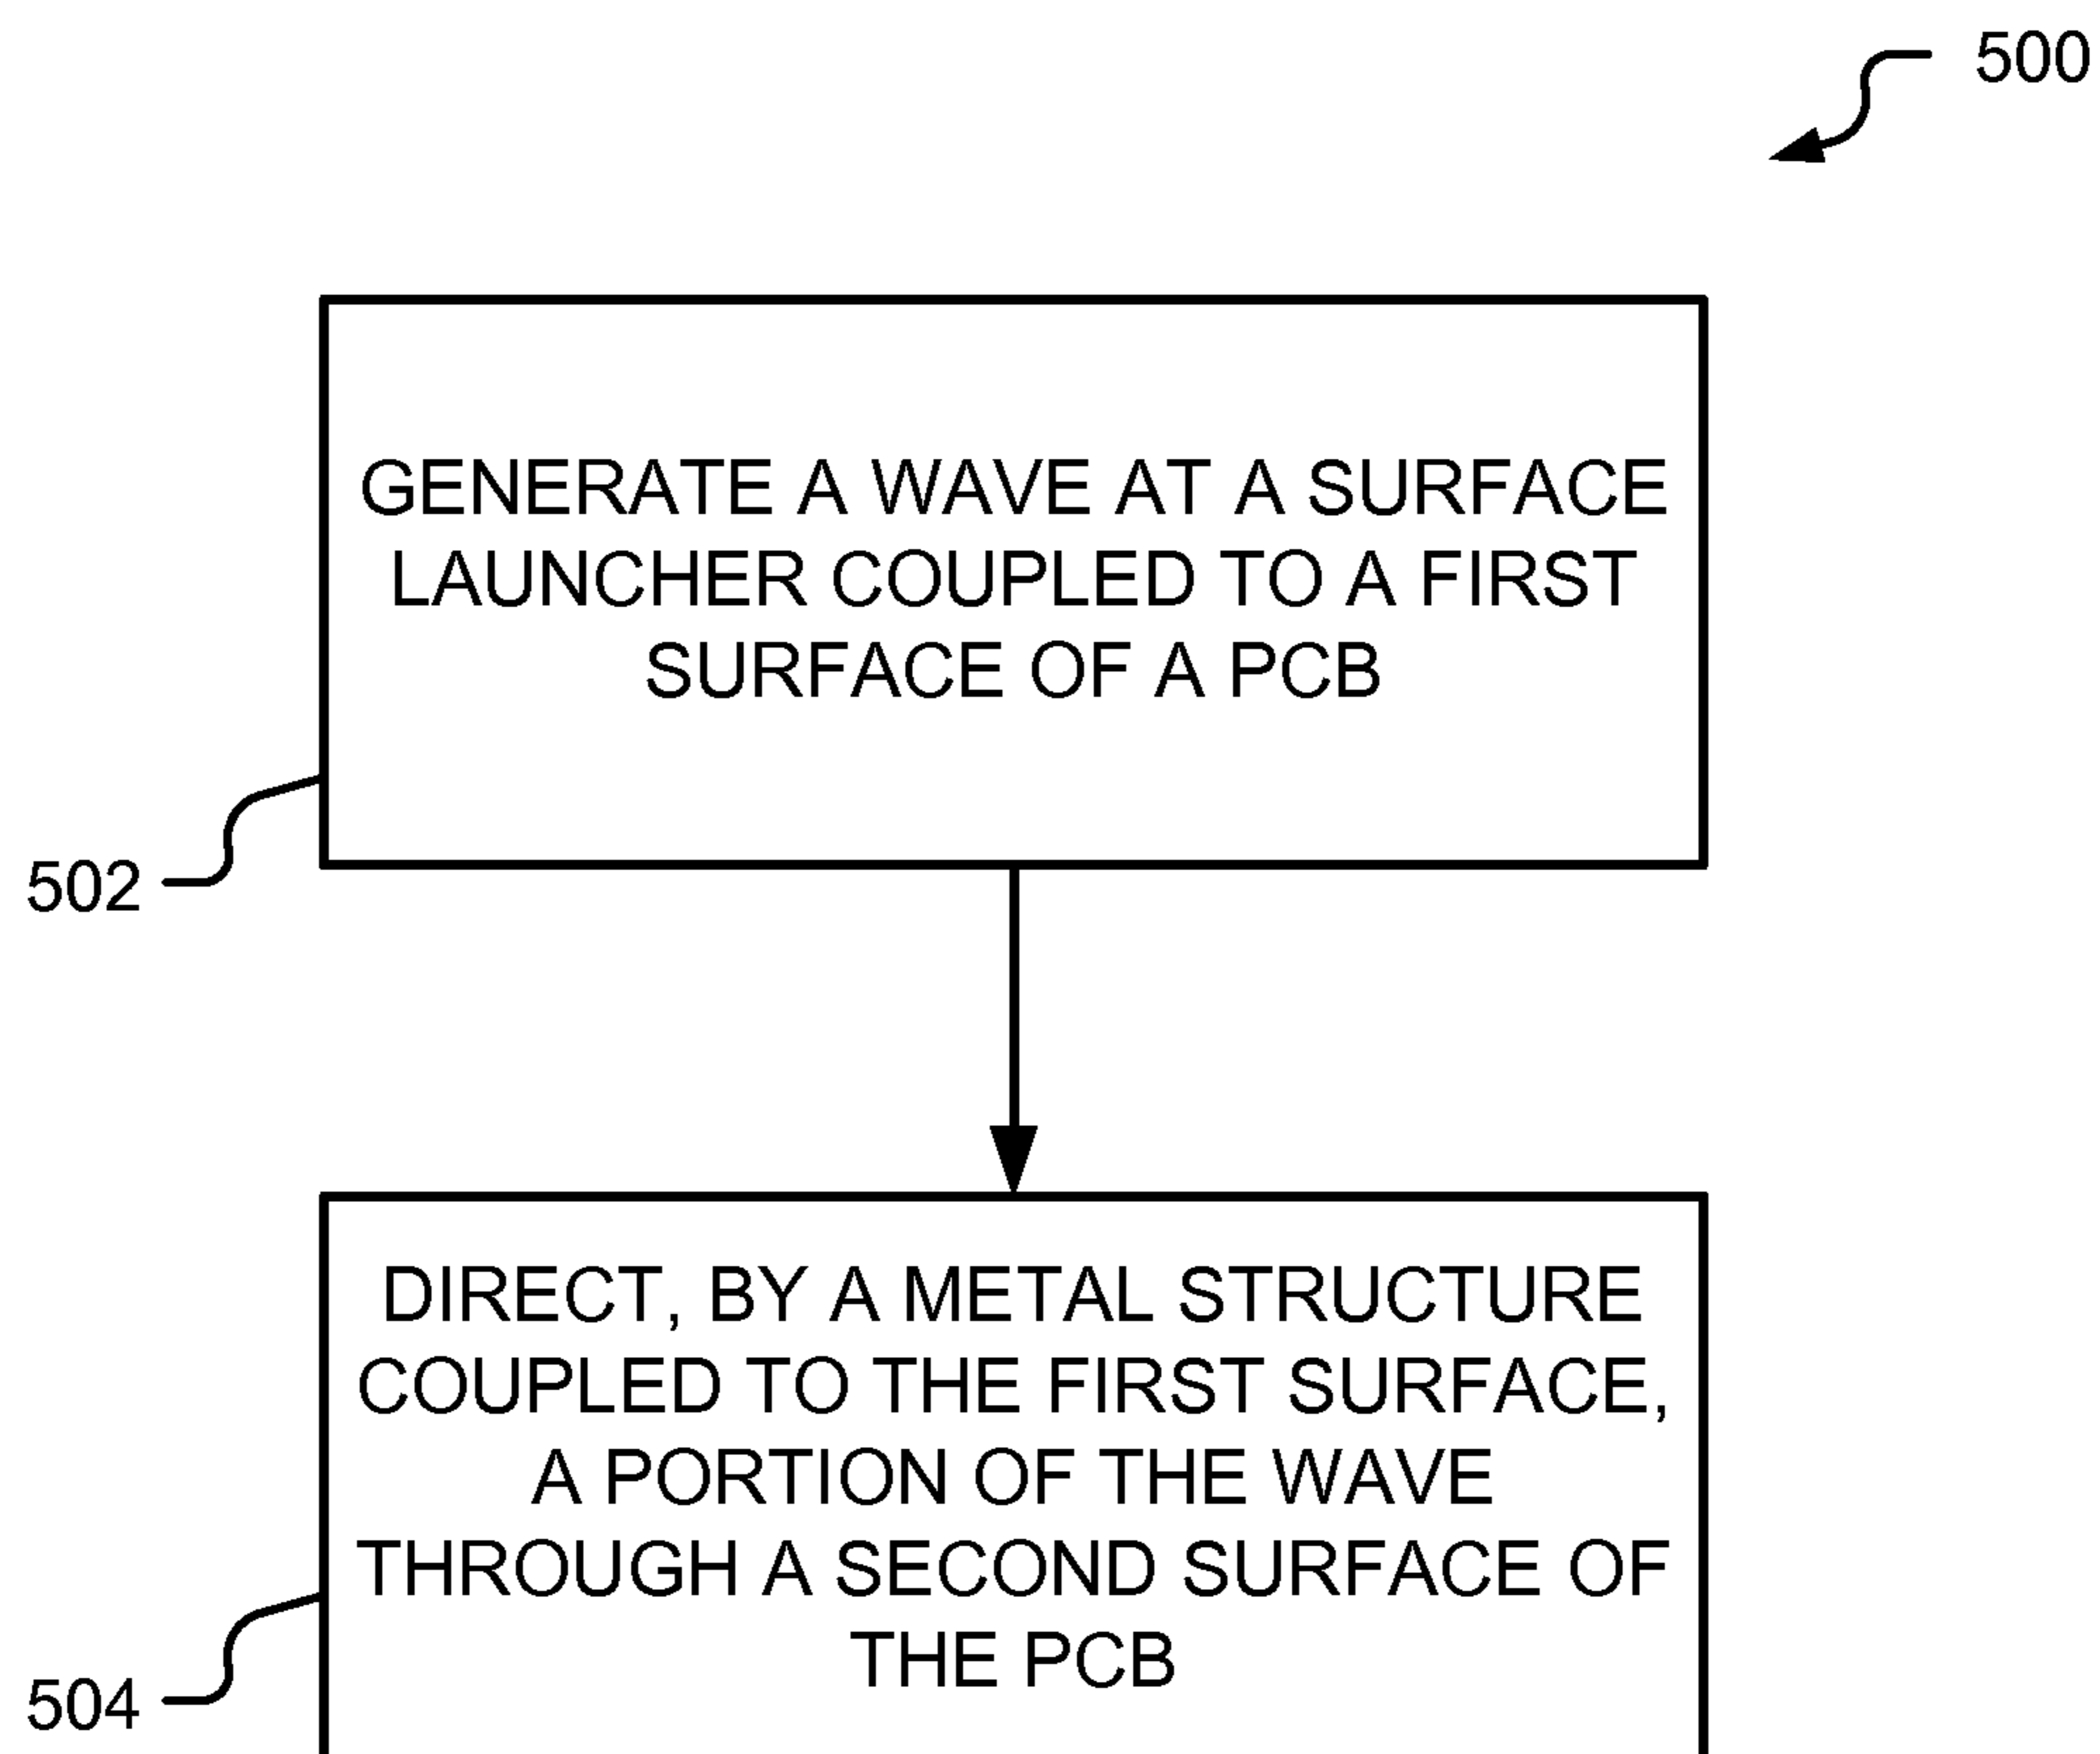 500
GENERATE A WAVE AT A SURFACE
LAUNCHER COUPLED TO A FIRST
SURFACE OF A PCB
502
DIRECT, BY A METAL STRUCTURE
COUPLED TO THE FIRST SURFACE,
A PORTION OF THE WAVE
THROUGH A SECOND SURFACE OF
THE PCB
504